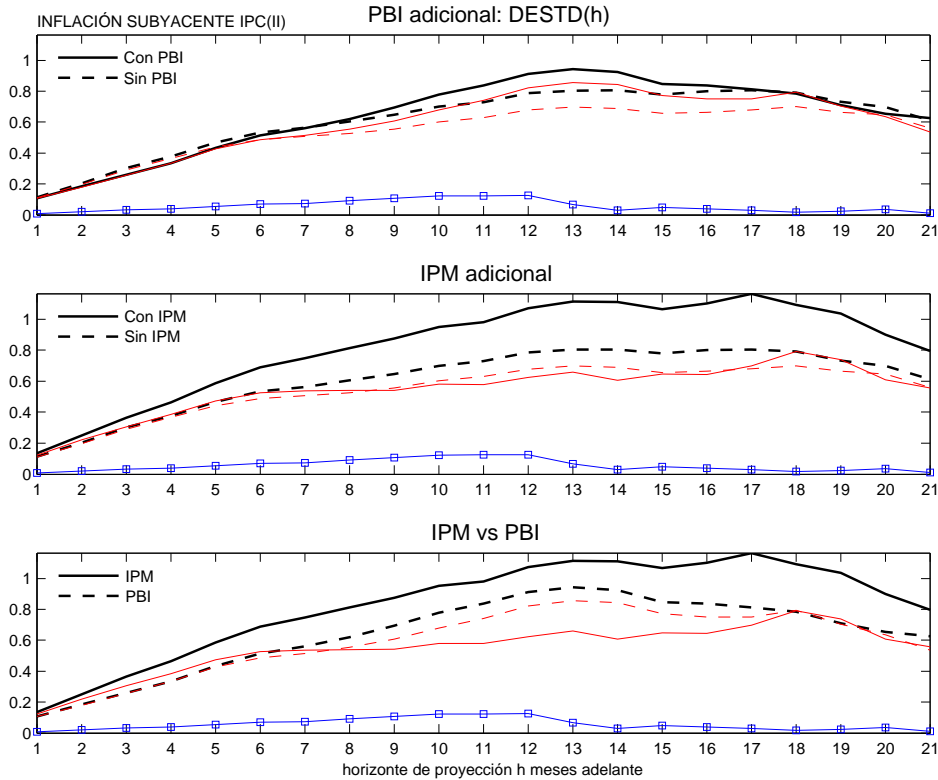 INFLACIÓN SUBYACENTE IPC(II)
PBI adicional: DESTD(h)
Con PBI
Sin PBI
1
0.8
0.6
0.4
0.2
0
1 2 3 4 5 6 7 8 9 10 11 12 13 14 15 16 17 18 19 20 21
IPM adicional
Con IPM
Sin IPM
1
0.8
0.6
0.4
0.2
0
1 2 3 4 5 6 7 8 9 10 11 12 13 14 15 16 17 18 19 20 21
IPM vs PBI
IPM
PBI
1
0.8
0.6
0.4
0.2
0
1 2 3 4 5 6 7 8 9 10 11 12 13 14 15 16 17 18 19 20 21
horizonte de proyección h meses adelante